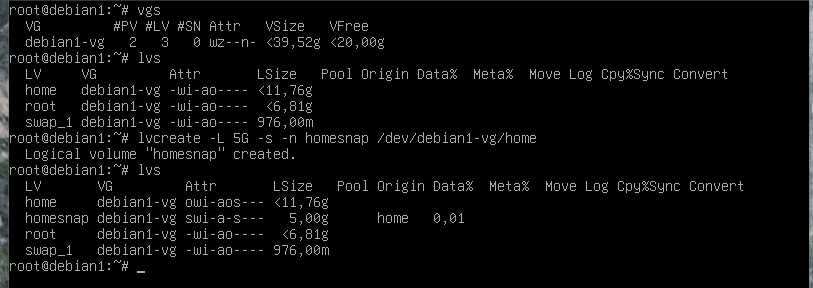 root@debian1:~# vgs
  VG         #PV #LV #SN Attr   VSize   VFree
  debian1-vg   2   3   0 wz--n- <39,52g <20,00g
root@debian1:~# lvs
  LV     VG         Attr       LSize   Pool Origin Data%  Meta%  Move Log Cpy%Sync Convert
  home   debian1-vg -wi-ao---- <11,76g
  root   debian1-vg -wi-ao----  <6,81g
  swap_1 debian1-vg -wi-ao---- 976,00m
root@debian1:~# lvcreate -L 5G -s -n homesnap /dev/debian1-vg/home
  Logical volume "homesnap" created.
root@debian1:~# lvs
  LV       VG         Attr       LSize   Pool Origin Data%  Meta%  Move Log Cpy%Sync Convert
  home     debian1-vg owi-aos--- <11,76g
  homesnap debian1-vg swi-a-s---   5,00g      home   0,01
  root     debian1-vg -wi-ao----  <6,81g
  swap_1   debian1-vg -wi-ao---- 976,00m
root@debian1:~# _